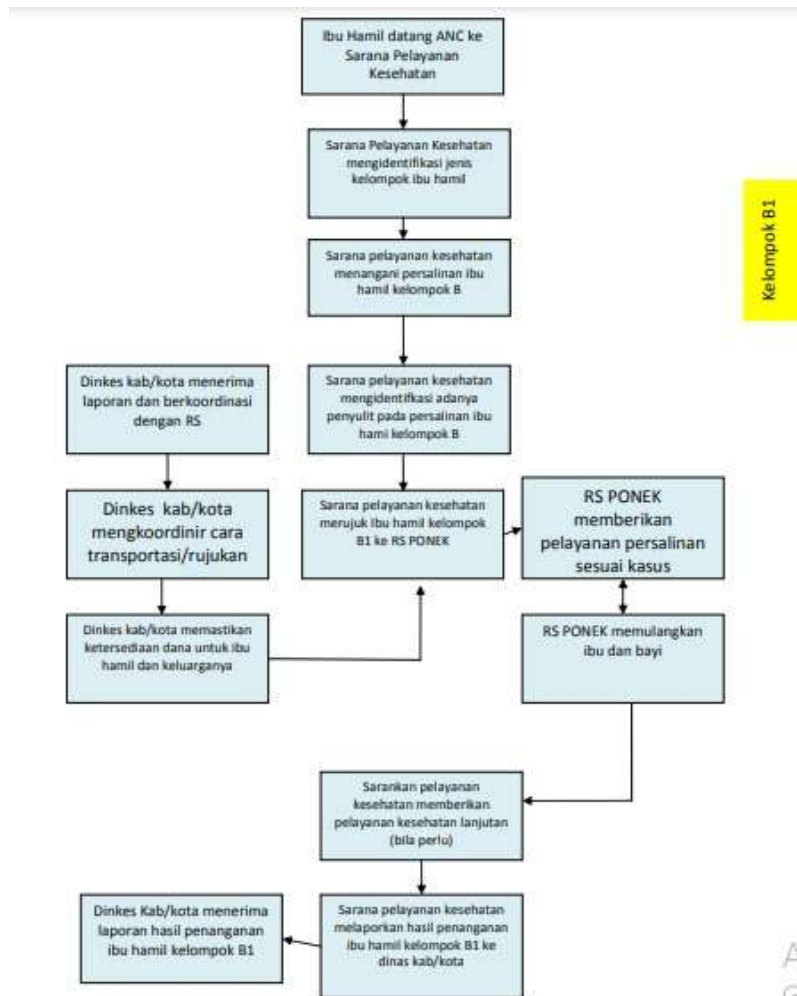 Ibu Hamil datang ANC ke
Sarana Pelayanan
Kesehatan
Sarana Pelayanan Kesehatan
mengidentifikasi jenis
kelompok ibu hamil
Kelompok B1
Sarana pelayanan kesehatan
menangani persalinan ibu
hamil kelompok B
Dinkes kab/kota menerima
laporan dan berkoordinasi
dengan RS
Sarana pelayanan kesehatan
mengidentifkasi adanya
penyulit pada persalinan ibu
hami kelompok B
Dinkes kab/kota
mengkoordinir cara
transportasi/rujukan
Sarana pelayanan kesehatan
merujuk ibu hamil kelompok
B1 ke RS PONEK
RS PONEK
memberikan
pelayanan persalinan
sesuai kasus
Dinkes kab/kota memastikan
ketersediaan dana untuk ibu
hamil dan keluarganya
RS PONEK memulangkan
ibu dan bayi
Sarankan pelayanan
kesehatan memberikan
pelayanan kesehatan lanjutan
(bila perlu)
Dinkes Kab/kota menerima
laporan hasil penanganan
ibu hamil kelompok B1
Sarana pelayanan kesehatan
melaporkan hasil penanganan
ibu hamil kelompok B1 ke
dinas kab/kota